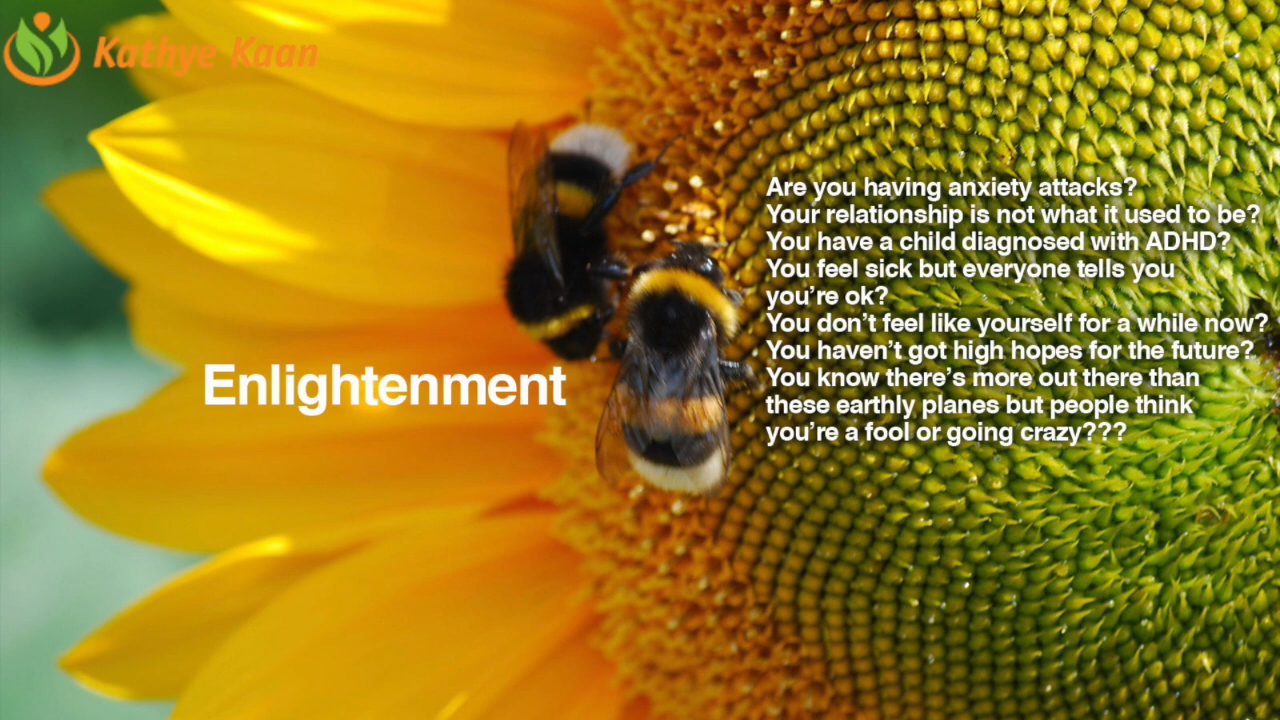 Kathye Kaan
Enlightenment
Are you having anxiety attacks?
Your relationship is not what it used to be?
You have a child diagnosed with ADHD?
You feel sick but everyone tells you
you’re ok?
You don’t feel like yourself for a while now?
You haven’t got high hopes for the future?
You know there’s more out there than
these earthly planes but people think
you’re a fool or going crazy???